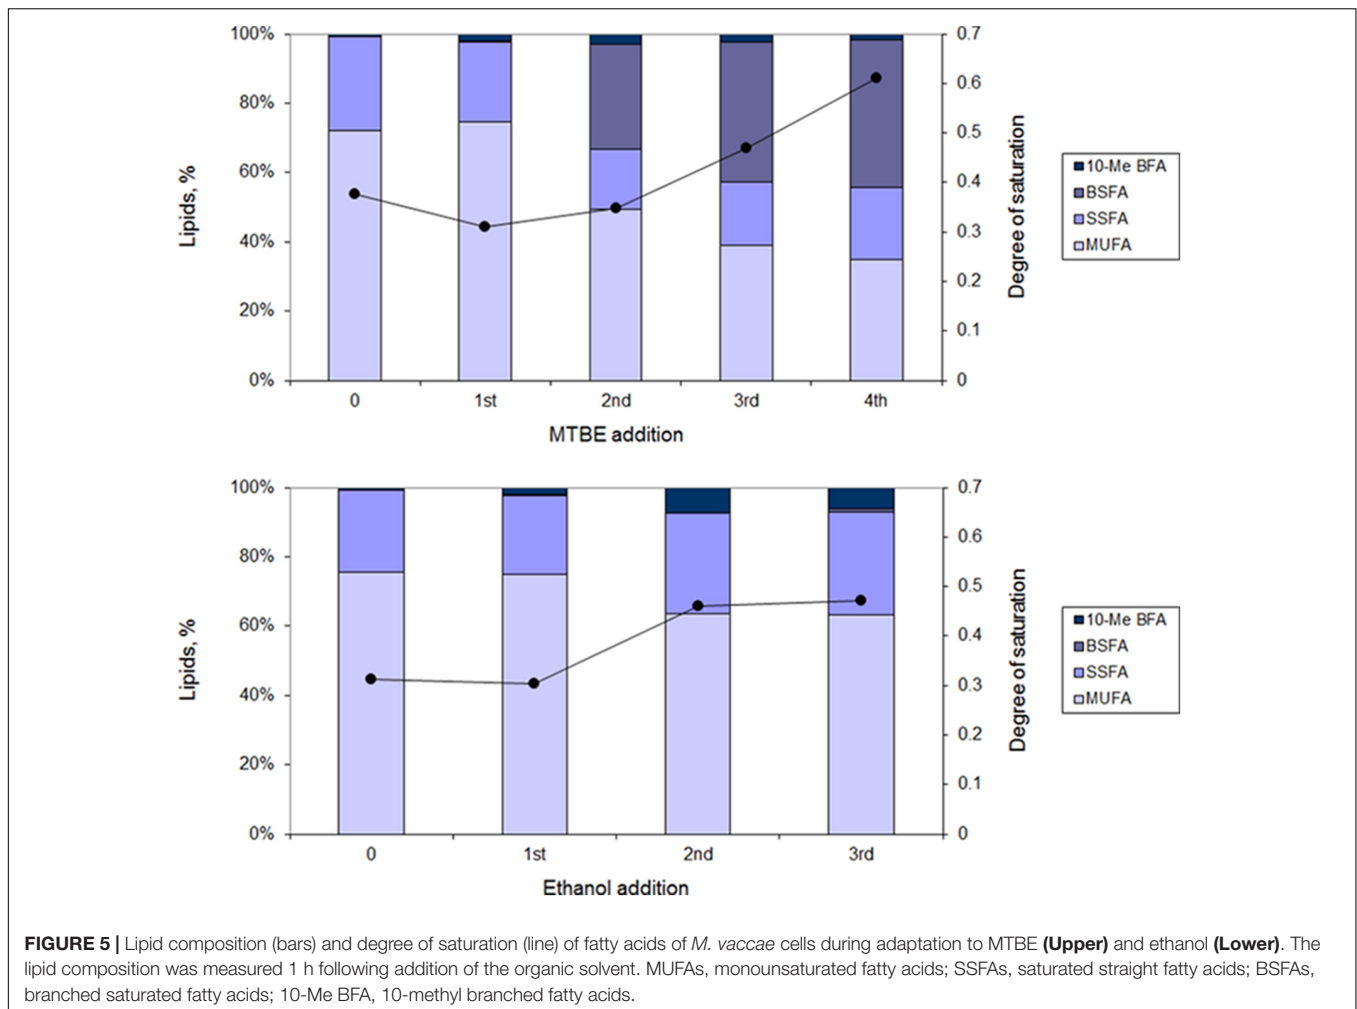 100%
80%
60%
40%
20%
0%
Lipids, %
0.7
0.6
0.5
0.4
0.3
0.2
0.1
0
Degree of saturation
10-Me BFA
BSFA
SSFA
MUFA
0 1st 2nd 3rd 4th
MTBE addition
100%
80%
60%
40%
20%
0%
Lipids, %
0.7
0.6
0.5
0.4
0.3
0.2
0.1
0
Degree of saturation
10-Me BFA
BSFA
SSFA
MUFA
0 1st 2nd 3rd
Ethanol addition
FIGURE 5 | Lipid composition (bars) and degree of saturation (line) of fatty acids of M. vaccae cells during adaptation to MTBE (Upper) and ethanol (Lower). The
lipid composition was measured 1 h following addition of the organic solvent. MUFAs, monounsaturated fatty acids; SSFAs, saturated straight fatty acids; BSFAs,
branched saturated fatty acids; 10-Me BFA, 10-methyl branched fatty acids.